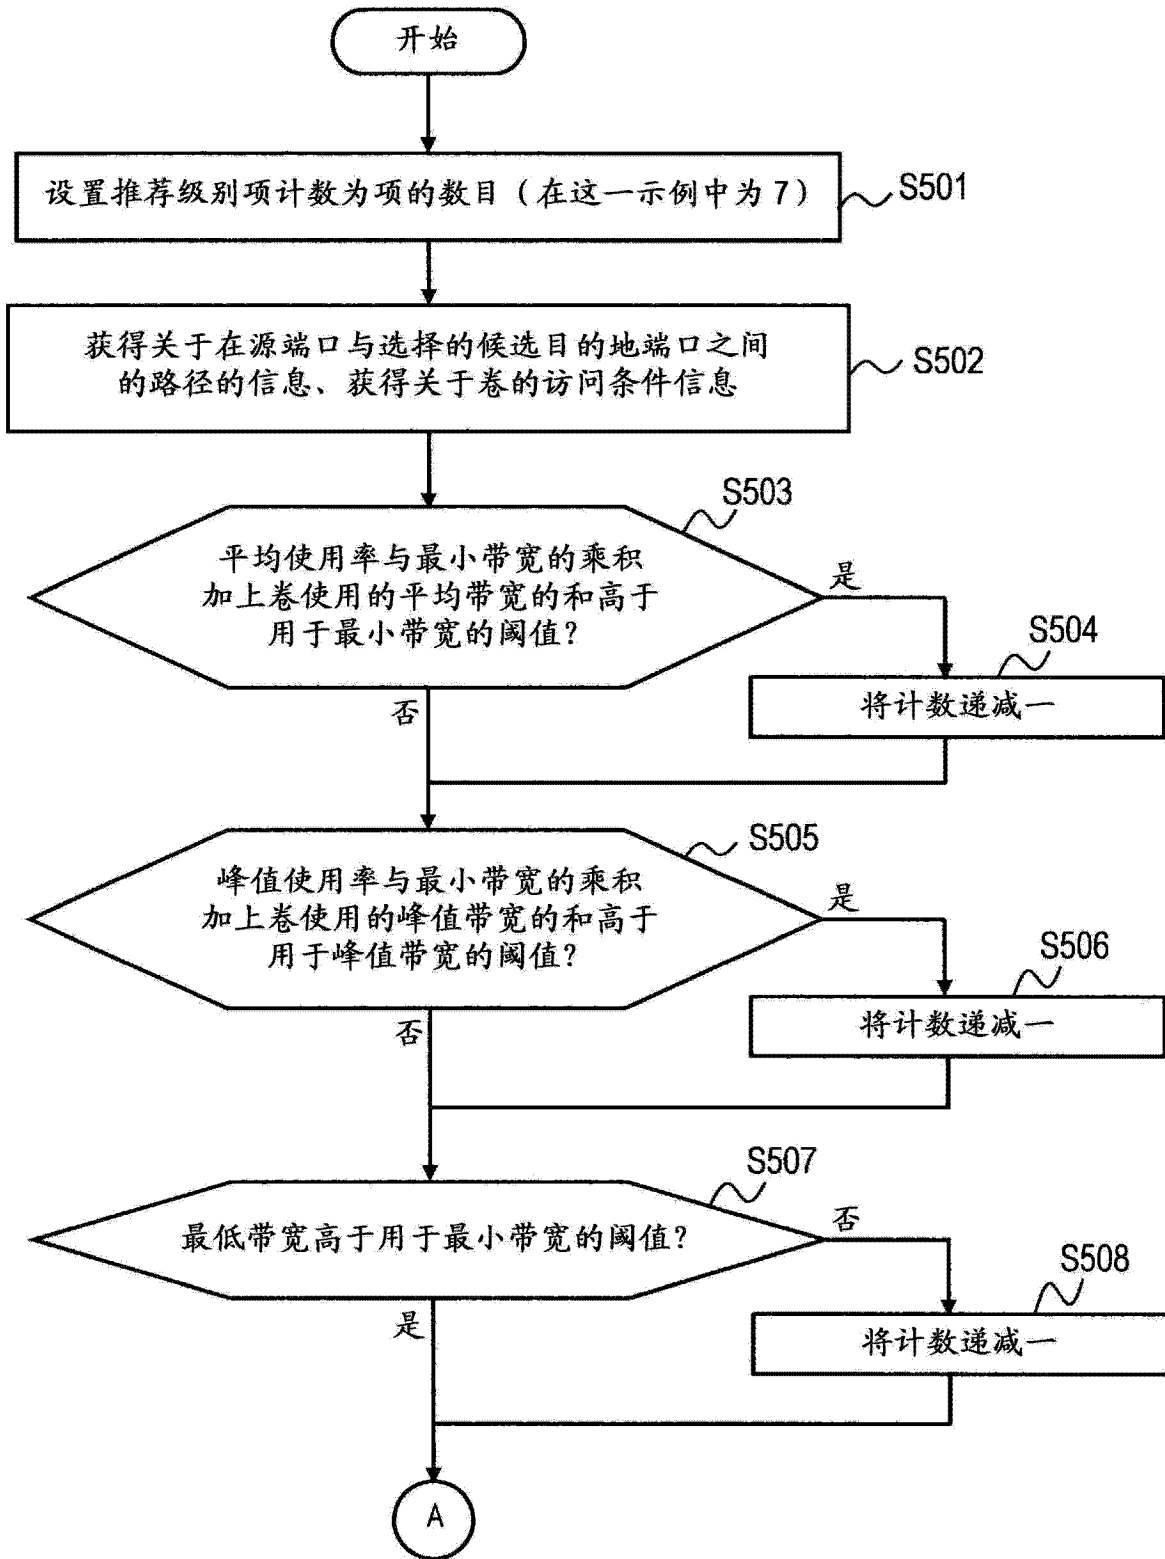 开始
设置推荐级别项计数为项的数目（在这一示例中为7）
S501
获得关于在源端口与选择的候选目的地端口之间
的路径的信息、获得关于卷的访问条件信息
S502
S503
平均使用率与最小带宽的乘积
加上卷使用的平均带宽的和高于
用于最小带宽的阈值？
是
否
S504
将计数递减一
S505
峰值使用率与最小带宽的乘积
加上卷使用的峰值带宽的和高于
用于峰值带宽的阈值？
是
否
S506
将计数递减一
S507
最低带宽高于用于最小带宽的阈值？
否
是
S508
将计数递减一
A